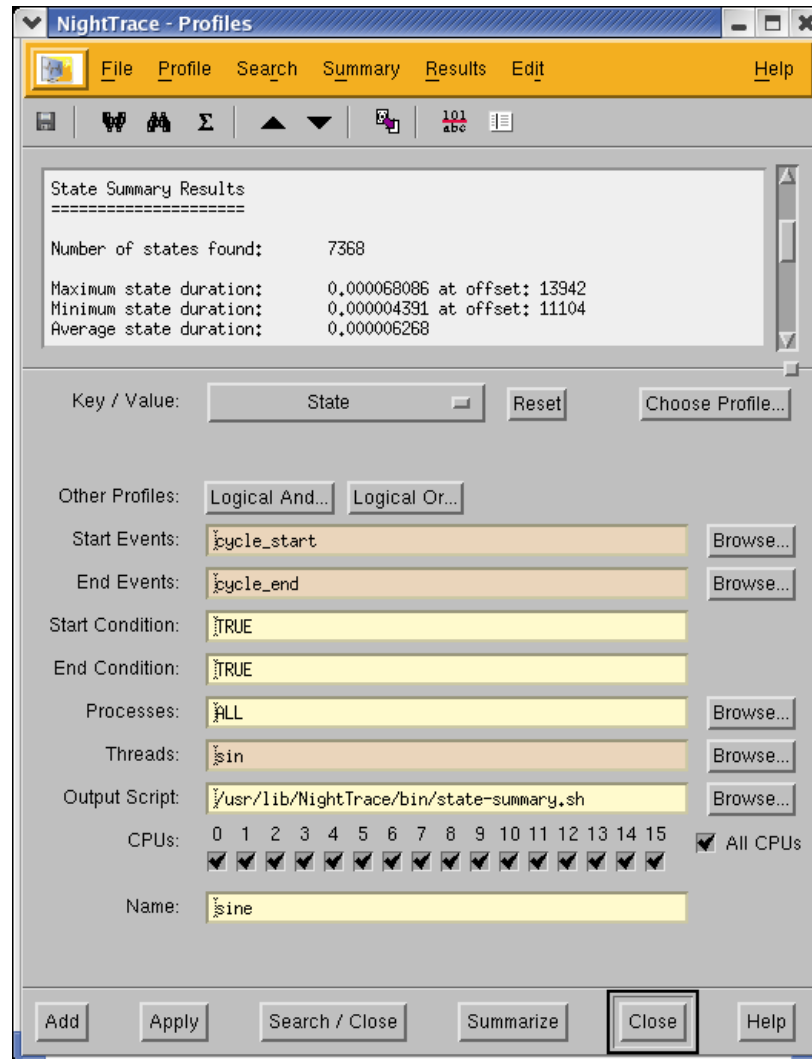 NightTrace - Profiles
File Profile Search Summary Results Edit Help
Σ 101 abc
State Summary Results
=====================
Number of states found: 7368
Maximum state duration: 0.000068086 at offset: 13942
Minimum state duration: 0.000004391 at offset: 11104
Average state duration: 0.000006268
Key / Value: State Reset Choose Profile...
Other Profiles: Logical And... Logical Or...
Start Events: cycle_start Browse...
End Events: cycle_end Browse...
Start Condition: TRUE
End Condition: TRUE
Processes: ALL Browse...
Threads: sin Browse...
Output Script: /usr/lib/NightTrace/bin/state-summary.sh Browse...
CPUs: 0 1 2 3 4 5 6 7 8 9 10 11 12 13 14 15 All CPUs
Name: sine
Add Apply Search / Close Summarize Close Help